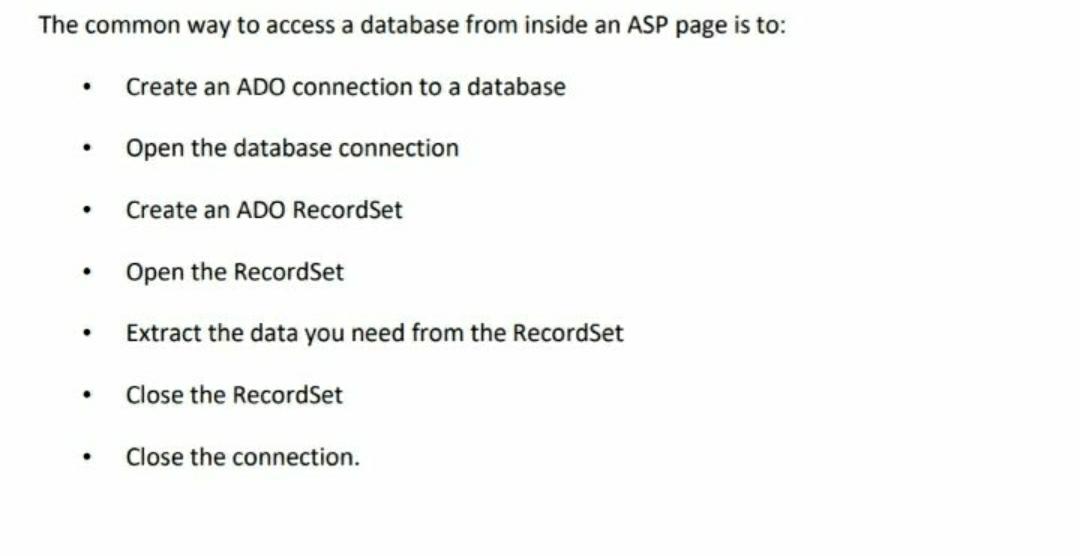 The common way to access a database from inside an ASP page is to:
• Create an ADO connection to a database
• Open the database connection
• Create an ADO RecordSet
• Open the RecordSet
• Extract the data you need from the RecordSet
• Close the RecordSet
• Close the connection.